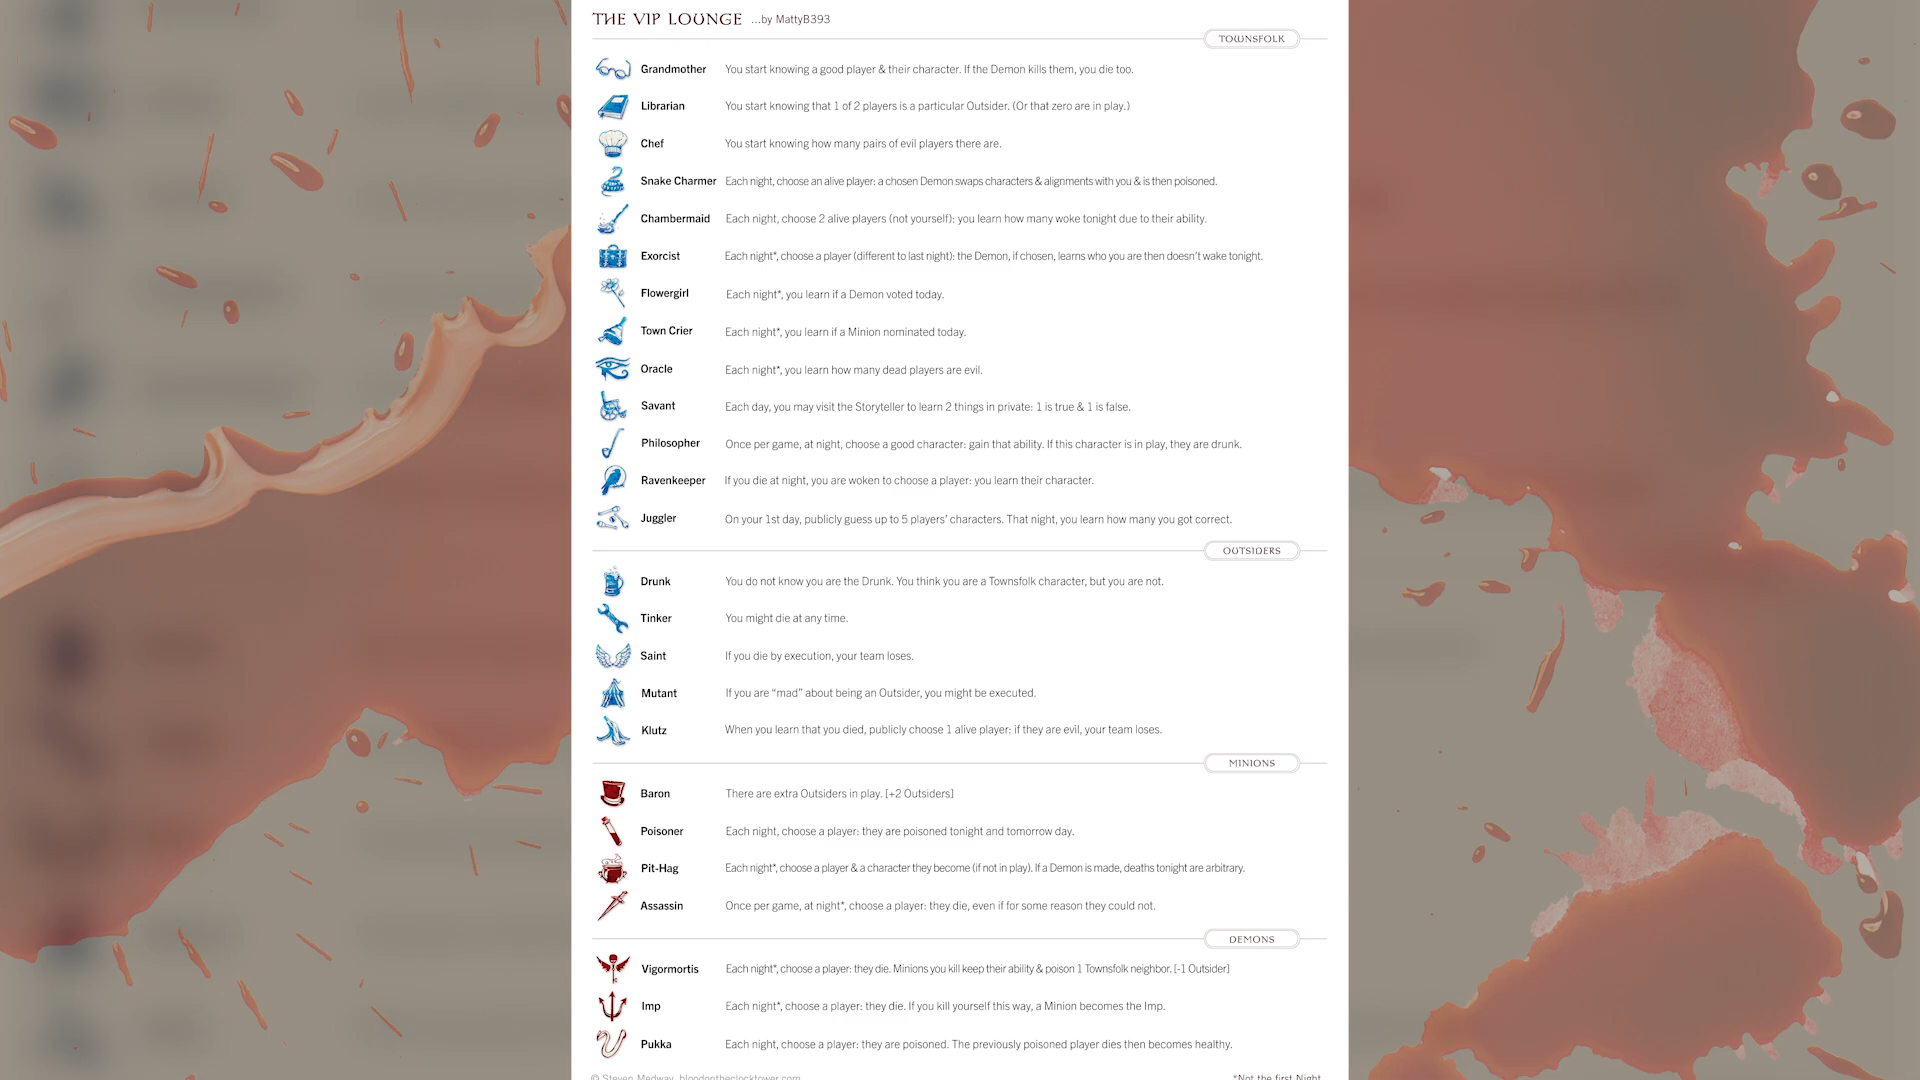 THE VIP LOUNGE ...by MattyB393
TOWNSFOLK
Grandmother You start knowing a good player & their character. If the Demon kills them, you die too.
Librarian You start knowing that 1 of 2 players is a particular Outsider. (Or that zero are in play.)
Chef You start knowing how many pairs of evil players there are.
Snake Charmer Each night, choose an alive player: a chosen Demon swaps characters & alignments with you & is then poisoned.
Chambermaid Each night, choose 2 alive players (not yourself): you learn how many woke tonight due to their ability.
Exorcist Each night*, choose a player (different to last night): the Demon, if chosen, learns who you are then doesn't wake tonight.
Flowergirl Each night*, you learn if a Demon voted today.
Town Crier Each night*, you learn if a Minion nominated today.
Oracle Each night*, you learn how many dead players are evil.
Savant Each day, you may visit the Storyteller to learn 2 things in private: 1 is true & 1 is false.
Philosopher Once per game, at night, choose a good character: gain that ability. If this character is in play, they are drunk.
Ravenkeeper If you die at night, you are woken to choose a player: you learn their character.
Juggler On your 1st day, publicly guess up to 5 players' characters. That night, you learn how many you got correct.
OUTSIDERS
Drunk You do not know you are the Drunk. You think you are a Townsfolk character, but you are not.
Tinker You might die at any time.
Saint If you die by execution, your team loses.
Mutant If you are “mad” about being an Outsider, you might be executed.
Klutz When you learn that you died, publicly choose 1 alive player: if they are evil, your team loses.
MINIONS
Baron There are extra Outsiders in play. [+2 Outsiders]
Poisoner Each night, choose a player: they are poisoned tonight and tomorrow day.
Pit-Hag Each night*, choose a player & a character they become (if not in play). If a Demon is made, deaths tonight are arbitrary.
Assassin Once per game, at night*, choose a player: they die, even if for some reason they could not.
DEMONS
Vigormortis Each night*, choose a player: they die. Minions you kill keep their ability & poison 1 Townsfolk neighbor. [-1 Outsider]
Imp Each night*, choose a player: they die. If you kill yourself this way, a Minion becomes the Imp.
Pukka Each night, choose a player: they are poisoned. The previously poisoned player dies then becomes healthy.
© Steven Medway, bloodontheclocktower.com *Not the first Night